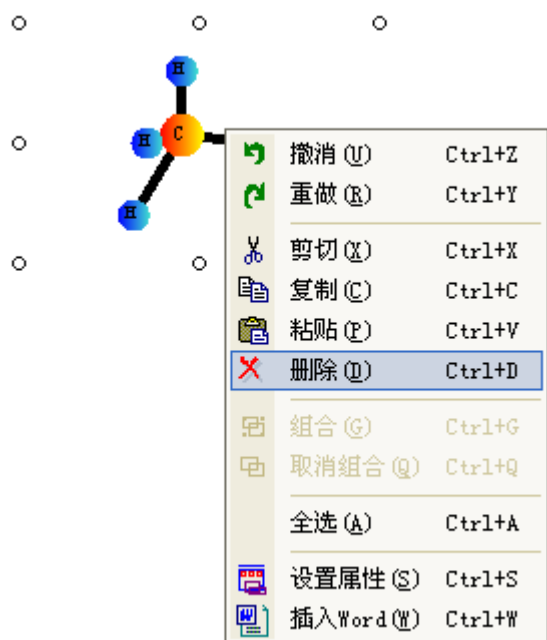 H
H C
H
撤消(U) Ctrl+Z
重做(R) Ctrl+Y
剪切(X) Ctrl+X
复制(C) Ctrl+C
粘贴(P) Ctrl+V
删除(D) Ctrl+D
组合(G) Ctrl+G
取消组合(Q) Ctrl+Q
全选(A) Ctrl+A
设置属性(S) Ctrl+S
插入Word(W) Ctrl+W